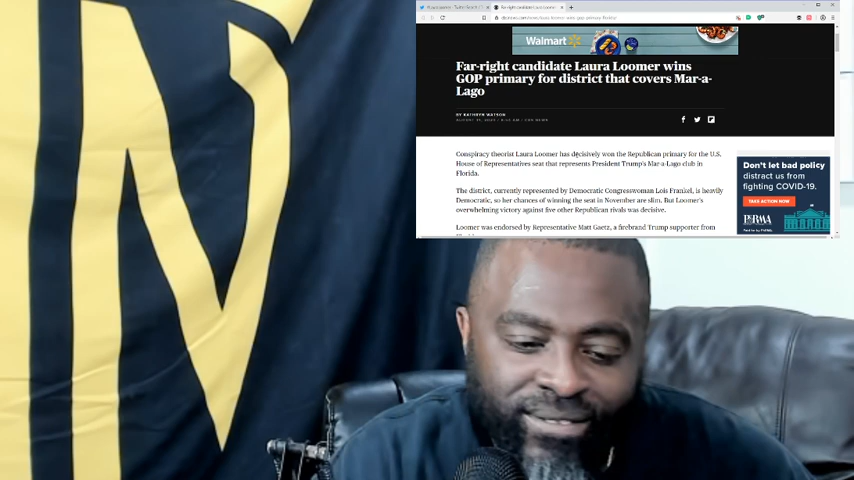 Walmart
Far-right candidate Laura Loomer wins
GOP primary for district that covers Mar-a-
Lago
BY KATHRYN WATSON
Conspiracy theorist Laura Loomer has decisively won the Republican primary for the U.S.
House of Representatives seat that represents President Trump's Mar-a-Lago club in
Florida.
The district, currently represented by Democratic Congresswoman Lois Frankel, is heavily
Democratic, so her chances of winning the seat in November are slim. But Loomer's
overwhelming victory against five other Republican rivals was decisive.
Loomer was endorsed by Representative Matt Gaetz, a firebrand Trump supporter from
Don't let bad policy
distract us from
fighting COVID-19.
TAKE ACTION NOW